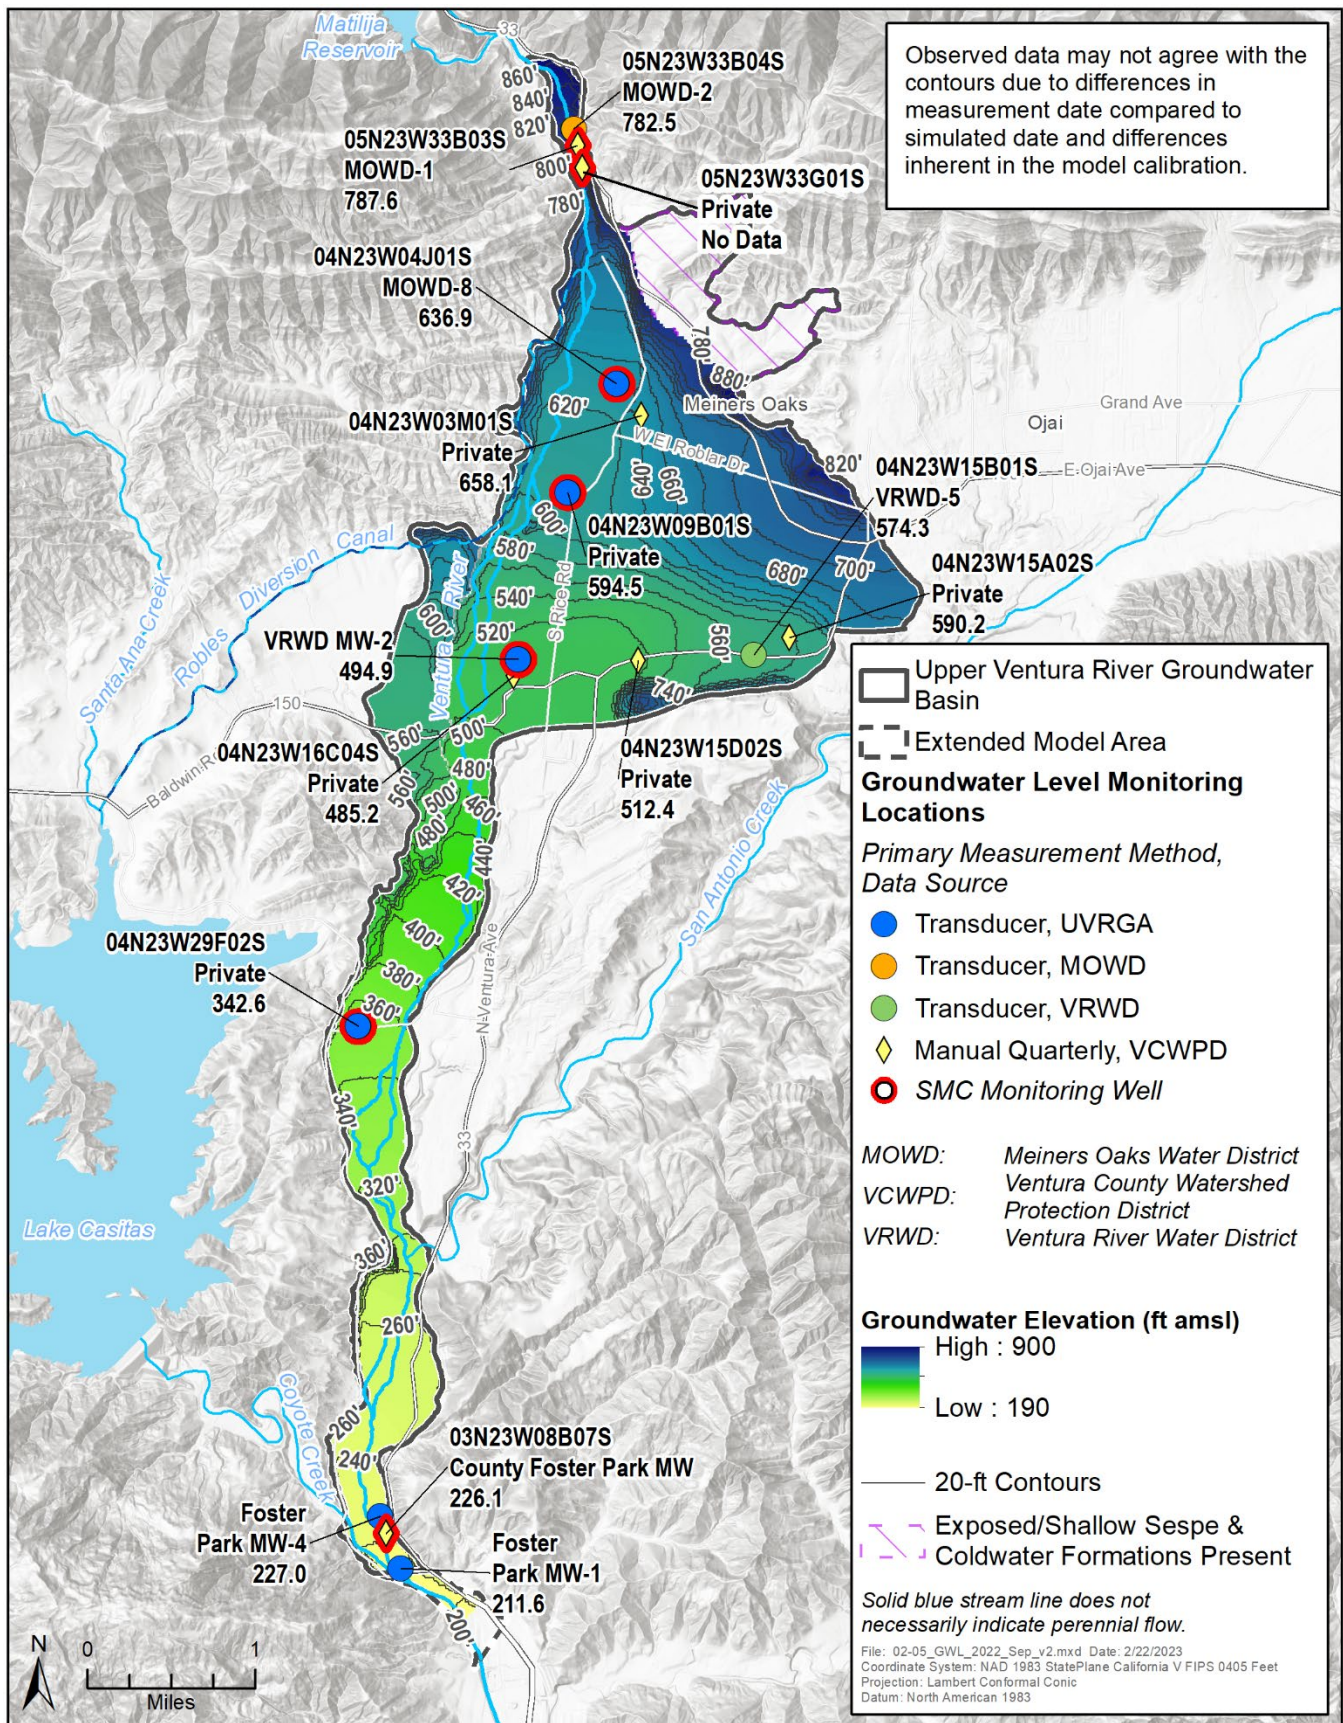 Matilija
Reservoir
33
Observed data may not agree with the
contours due to differences in
measurement date compared to
simulated date and differences
inherent in the model calibration.
05N23W33B04S
MOWD-2
782.5
860'
840'
820'
800'
780'
05N23W33B03S
MOWD-1
787.6
05N23W33G01S
Private
No Data
04N23W04J01S
MOWD-8
636.9
780'
880'
Meiners Oaks
Grand Ave
Ojai
E Ojai Ave
620'
04N23W03M01S
Private
658.1
W El Roblar Dr
640'
660'
820'
04N23W15B01S
VRWD-5
574.3
600'
04N23W09B01S
Private
594.5
580'
540'
520'
680'
700'
04N23W15A02S
Private
590.2
Robles Diversion Canal
Santa Ana Creek
Ventura River
S Rice Rd
600'
VRWD MW-2
494.9
560'
740'
150
Baldwin Rd
560'
500'
04N23W16C04S
Private
485.2
04N23W15D02S
Private
512.4
560'
500'
480'
480'
460'
440'
420'
400'
380'
360'
San Antonio Creek
N Ventura Ave
04N23W29F02S
Private
342.6
340'
33
320'
Lake Casitas
360'
260'
Coyote Creek
260'
240'
03N23W08B07S
County Foster Park MW
226.1
Foster
Park MW-4
227.0
Foster
Park MW-1
211.6
200'
N
0 1
Miles
Upper Ventura River Groundwater
Basin
Extended Model Area
Groundwater Level Monitoring
Locations
Primary Measurement Method,
Data Source
Transducer, UVRGA
Transducer, MOWD
Transducer, VRWD
Manual Quarterly, VCWPD
SMC Monitoring Well
MOWD: Meiners Oaks Water District
VCWPD: Ventura County Watershed
Protection District
VRWD: Ventura River Water District
Groundwater Elevation (ft amsl)
High : 900
Low : 190
20-ft Contours
Exposed/Shallow Sespe &
Coldwater Formations Present
Solid blue stream line does not
necessarily indicate perennial flow.
File: 02-05_GWL_2022_Sep_v2.mxd Date: 2/22/2023
Coordinate System: NAD 1983 StatePlane California V FIPS 0405 Feet
Projection: Lambert Conformal Conic
Datum: North American 1983